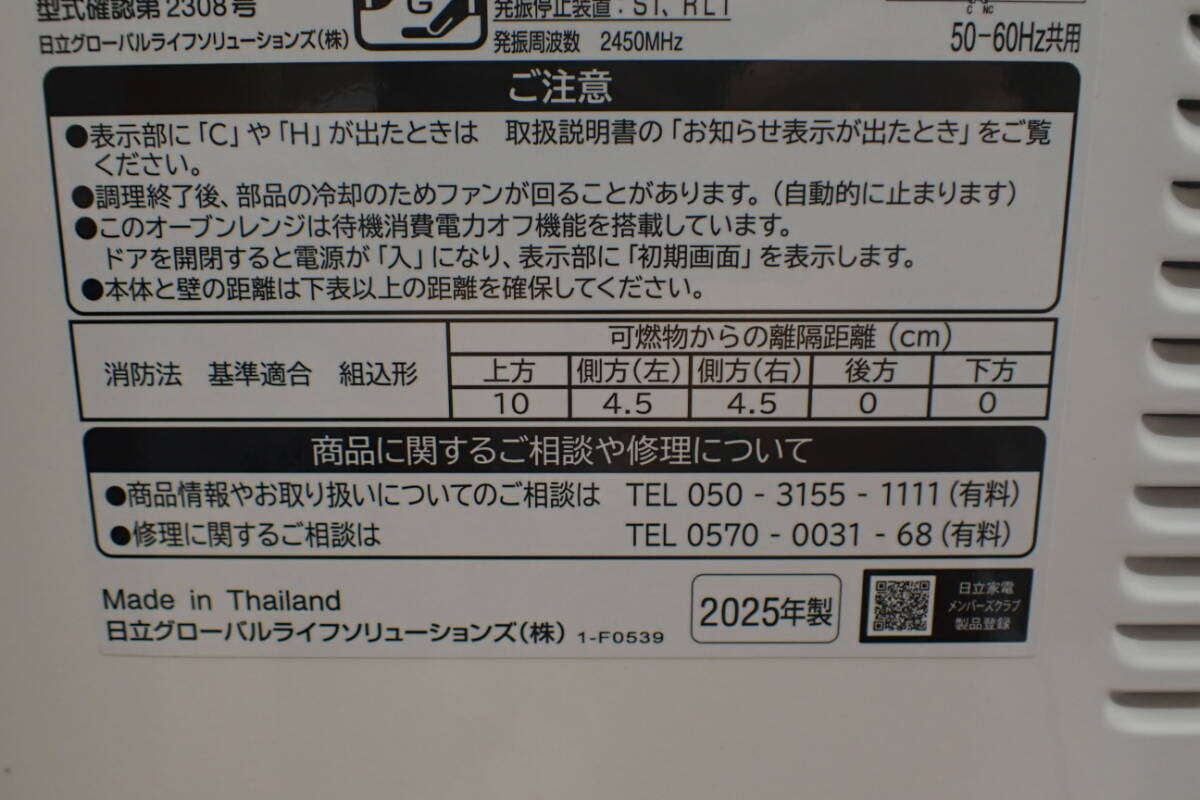 型式確認第2308号
発振停止装置:S1、RL1
日立グローバルライフソリューションズ(株)
G
発振周波数 2450MHz
C NC
50-60Hz共用
ご注意
●表示部に「C」や「H」が出たときは 取扱説明書の「お知らせ表示が出たとき」をご覧
ください。
●調理終了後、部品の冷却のためファンが回ることがあります。(自動的に止まります)
●このオーブンレンジは待機消費電力オフ機能を搭載しています。
ドアを開閉すると電源が「入」になり、表示部に「初期画面」を表示します。
●本体と壁の距離は下表以上の距離を確保してください。
消防法 基準適合 組込形
可燃物からの離隔距離(cm)
上方 側方(左) 側方(右) 後方 下方
10 4.5 4.5 0 0
商品に関するご相談や修理について
●商品情報やお取り扱いについてのご相談は TEL 050-3155-1111(有料)
●修理に関するご相談は TEL 0570-0031-68(有料)
Made in Thailand
日立グローバルライフソリューションズ(株) 1-F0539
2025年製
日立家電
メンバーズクラブ
製品登録